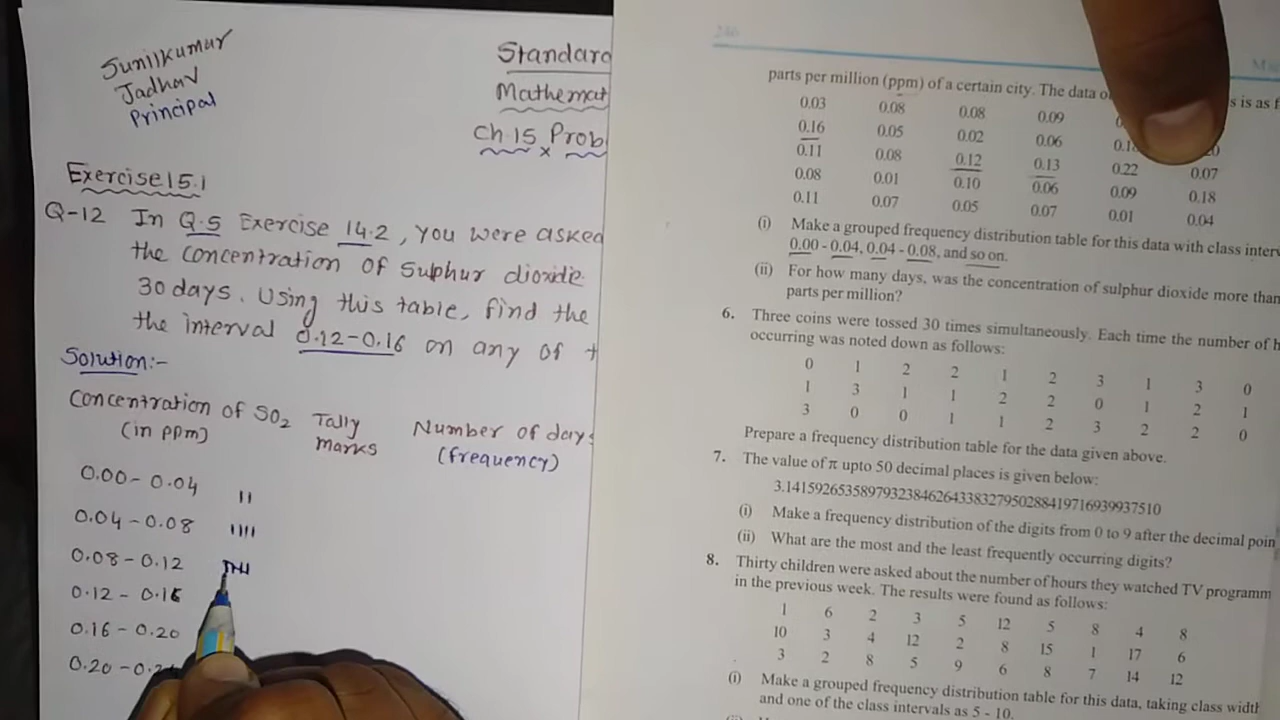 Sunilkumar
Jadhav
Principal
Standard
Mathemat
Ch.15 Prob
Exercise 15.1
Q-12 In Q.5 Exercise 14.2, you were asked
the concentration of Sulphur dioxide
30 days. Using this table, find the
the interval 0.12-0.16 on any of t
Solution:-
Concentration of SO2 Tally Number of days
(in ppm) marks (frequency)
0.00 - 0.04 ||
0.04 - 0.08 ||||
0.08 - 0.12
0.12 - 0.16
0.16 - 0.20
0.20 - 0.2
246
parts per million (ppm) of a certain city. The data o s is as f
0.03 0.08 0.08 0.09
0.16 0.05 0.02 0.06 0.18 20
0.11 0.08 0.12 0.13 0.22 0.07
0.08 0.01 0.10 0.06 0.09 0.18
0.11 0.07 0.05 0.07 0.01 0.04
(i) Make a grouped frequency distribution table for this data with class interv
0.00 - 0.04, 0.04 - 0.08, and so on.
(ii) For how many days, was the concentration of sulphur dioxide more than
parts per million?
6. Three coins were tossed 30 times simultaneously. Each time the number of h
occurring was noted down as follows:
0 1 2 2 1 2 3 1 3 0
1 3 1 1 2 2 0 1 2 1
3 0 0 1 1 2 3 2 2 0
Prepare a frequency distribution table for the data given above.
7. The value of π upto 50 decimal places is given below:
3.14159265358979323846264338327950288419716939937510
(i) Make a frequency distribution of the digits from 0 to 9 after the decimal poin
(ii) What are the most and the least frequently occurring digits?
8. Thirty children were asked about the number of hours they watched TV programm
in the previous week. The results were found as follows:
1 6 2 3 5 12 5 8 4 8
10 3 4 12 2 8 15 1 17 6
3 2 8 5 9 6 8 7 14 12
(i) Make a grouped frequency distribution table for this data, taking class width
and one of the class intervals as 5 - 10.